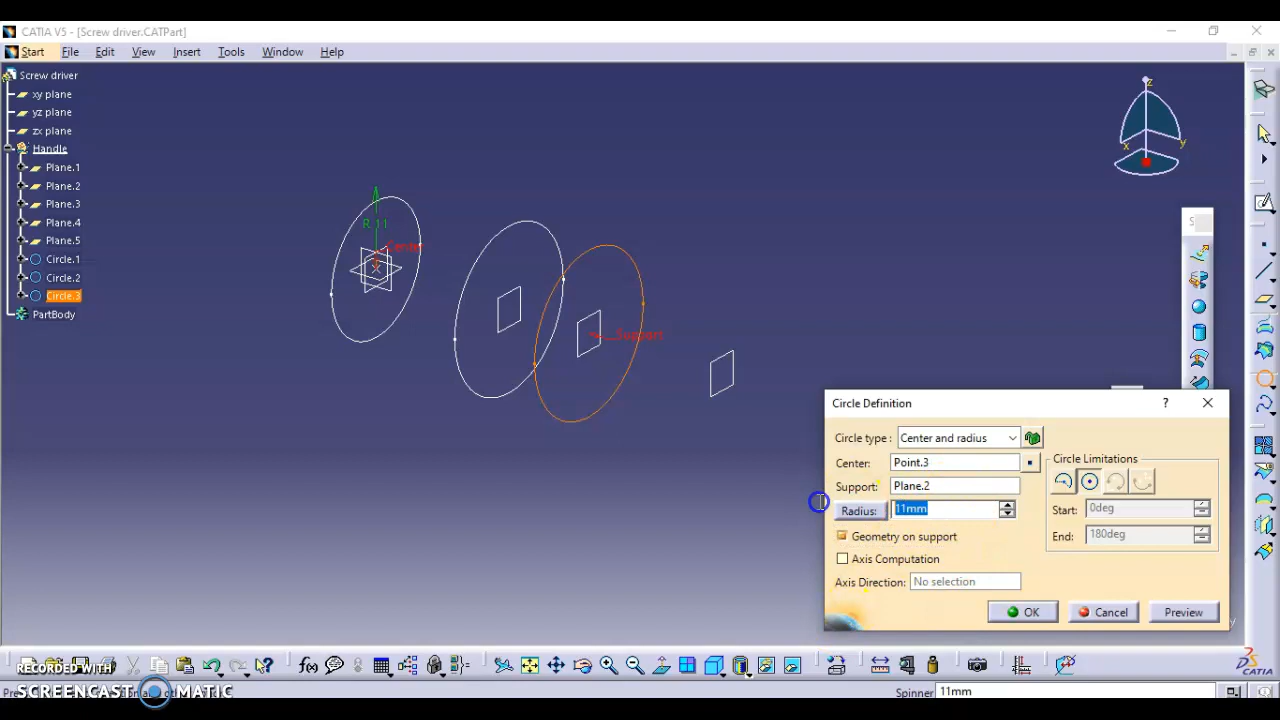 CATIA V5 - [Screw driver.CATPart]
Start File Edit View Insert Tools Window Help
Screw driver
xy plane
yz plane
zx plane
Handle
Plane.1
Plane.2
Plane.3
Plane.4
Plane.5
Circle.1
Circle.2
Circle.3
PartBody
R 11
Center
Support
z
x
y
S
Circle Definition
?
Circle type : Center and radius
Center: Point.3
Support: Plane.2
Radius: 11mm
Geometry on support
Axis Computation
Axis Direction: No selection
Circle Limitations
Start: 0deg
End: 180deg
OK Cancel Preview
f(x)
CATIA
RECORDED WITH
SCREENCAST MATIC
Spinner 11mm